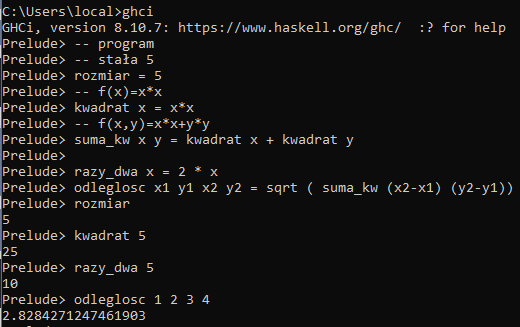 C:\Users\local>ghci
GHCi, version 8.10.7: https://www.haskell.org/ghc/  :? for help
Prelude> -- program
Prelude> -- stała 5
Prelude> rozmiar = 5
Prelude> -- f(x)=x*x
Prelude> kwadrat x = x*x
Prelude> -- f(x,y)=x*x+y*y
Prelude> suma_kw x y = kwadrat x + kwadrat y
Prelude>
Prelude> razy_dwa x = 2 * x
Prelude> odleglosc x1 y1 x2 y2 = sqrt ( suma_kw (x2-x1) (y2-y1))
Prelude> rozmiar
5
Prelude> kwadrat 5
25
Prelude> razy_dwa 5
10
Prelude> odleglosc 1 2 3 4
2.8284271247461903